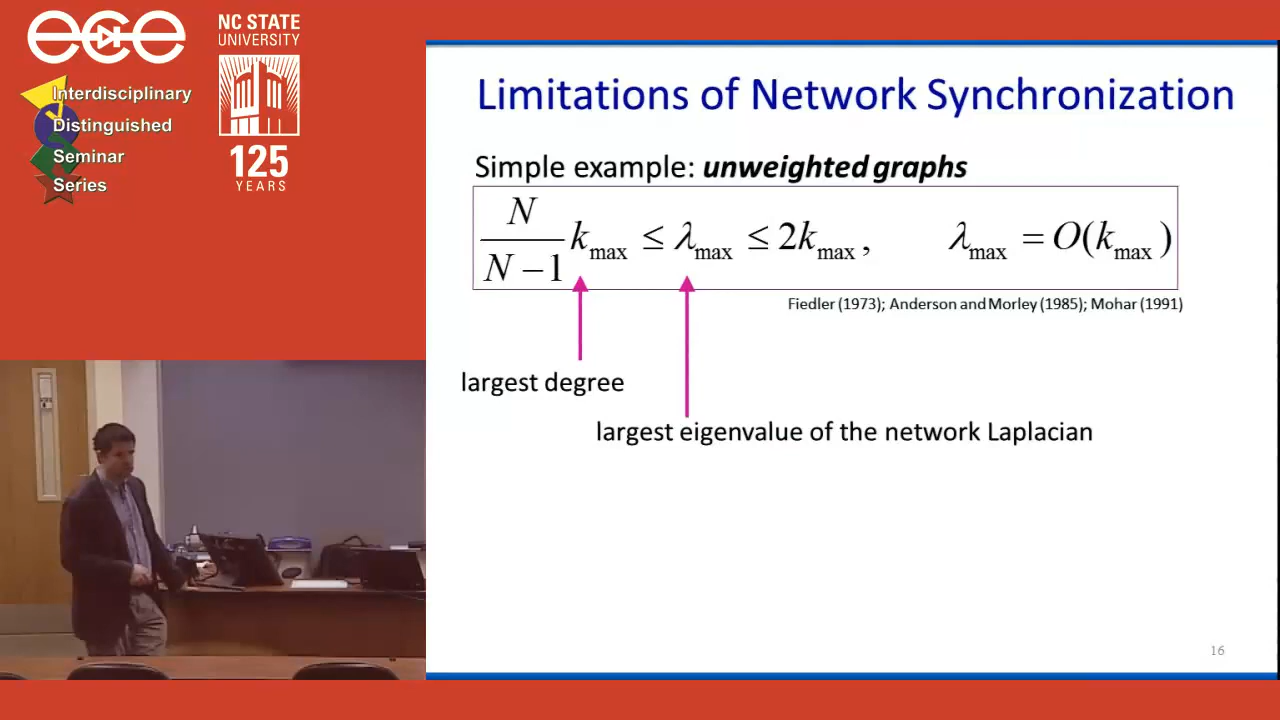 ece
Interdisciplinary
Distinguished
Seminar
Series
NC STATE
UNIVERSITY
125
YEARS
Limitations of Network Synchronization
Simple example: unweighted graphs
N/(N−1) k_max ≤ λ_max ≤ 2k_max , λ_max = O(k_max)
Fiedler (1973); Anderson and Morley (1985); Mohar (1991)
largest degree
largest eigenvalue of the network Laplacian
16